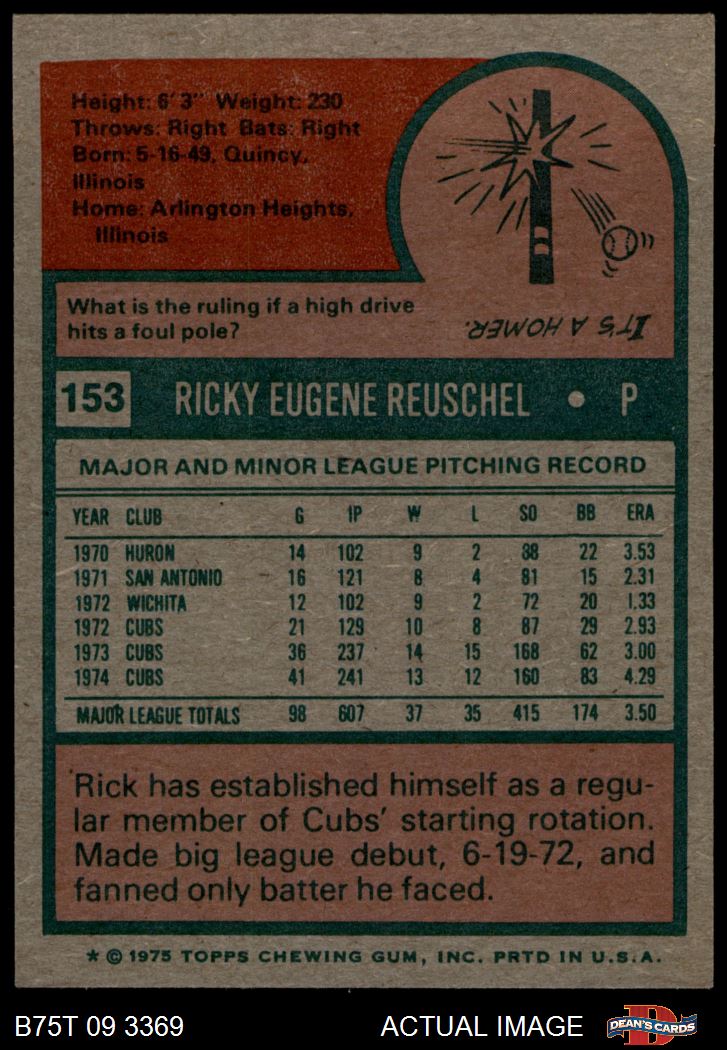 Height: 6'3" Weight: 230
Throws: Right Bats: Right
Born: 5-16-49, Quincy,
Illinois
Home: Arlington Heights,
Illinois
What is the ruling if a high drive
hits a foul pole?
IT'S A HOMER.
153 RICKY EUGENE REUSCHEL • P
MAJOR AND MINOR LEAGUE PITCHING RECORD
YEAR CLUB G IP W L SO BB ERA
1970 HURON 14 102 9 2 88 22 3.53
1971 SAN ANTONIO 16 121 8 4 81 15 2.31
1972 WICHITA 12 102 9 2 72 20 1.33
1972 CUBS 21 129 10 8 87 29 2.93
1973 CUBS 36 237 14 15 168 62 3.00
1974 CUBS 41 241 13 12 160 83 4.29
MAJOR LEAGUE TOTALS 98 607 37 35 415 174 3.50
Rick has established himself as a regu-
lar member of Cubs' starting rotation.
Made big league debut, 6-19-72, and
fanned only batter he faced.
* © 1975 TOPPS CHEWING GUM, INC. PRTD IN U.S.A.
B75T 09 3369 ACTUAL IMAGE D DEAN'S CARDS